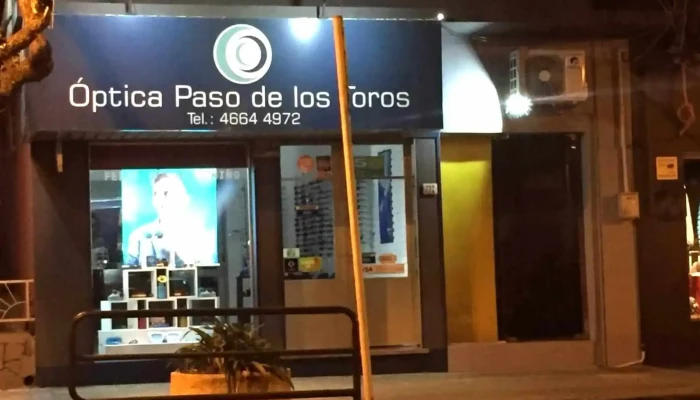 Óptica Paso de los Toros
Tel.: 4664 4972